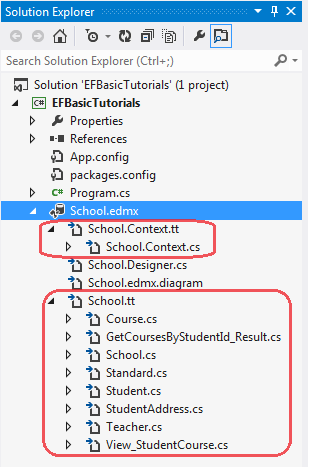 Solution Explorer
Search Solution Explorer (Ctrl+;)
Solution 'EFBasicTutorials' (1 project)
C# EFBasicTutorials
Properties
References
App.config
packages.config
C# Program.cs
School.edmx
School.Context.tt
School.Context.cs
School.Designer.cs
School.edmx.diagram
School.tt
Course.cs
GetCoursesByStudentId_Result.cs
School.cs
Standard.cs
Student.cs
StudentAddress.cs
Teacher.cs
View_StudentCourse.cs